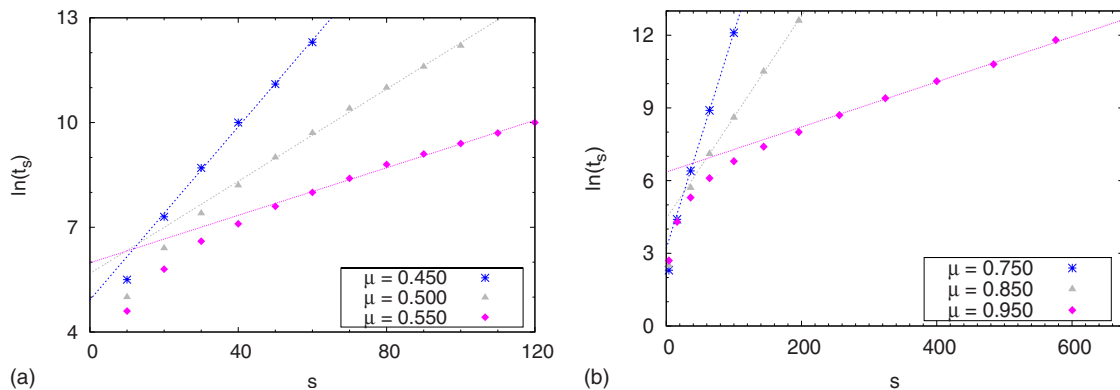 13
10
7
4
ln(t_s)
0
40
80
120
s
μ = 0.450
μ = 0.500
μ = 0.550
(a)
12
9
6
3
0
ln(t_s)
0
200
400
600
s
μ = 0.750
μ = 0.850
μ = 0.950
(b)